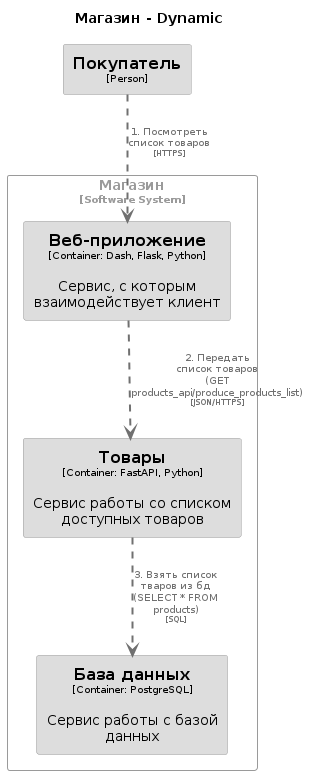 Магазин - Dynamic
Покупатель
[Person]
1. Посмотреть
список товаров
[HTTPS]
Магазин
[Software System]
Веб-приложение
[Container: Dash, Flask, Python]
Сервис, с которым
взаимодействует клиент
2. Передать
список товаров
(GET
products_api/produce_products_list)
[JSON/HTTPS]
Товары
[Container: FastAPI, Python]
Сервис работы со списком
доступных товаров
3. Взять список
тваров из бд
(SELECT * FROM
products)
[SQL]
База данных
[Container: PostgreSQL]
Сервис работы с базой
данных